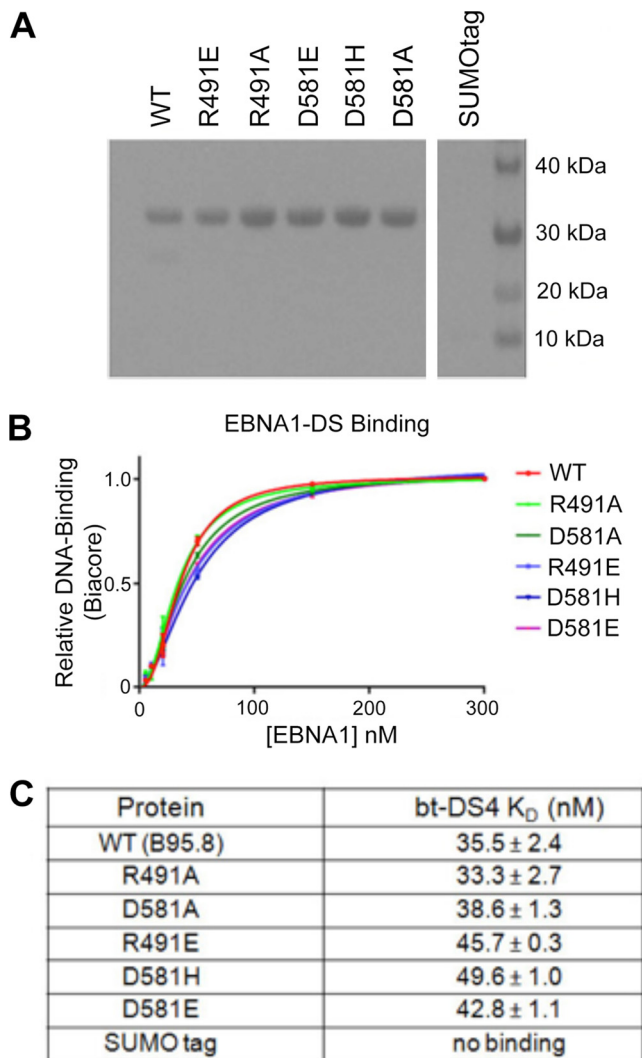 A
WT
R491E
R491A
D581E
D581H
D581A
SUMOtag
40 kDa
30 kDa
20 kDa
10 kDa
B
EBNA1-DS Binding
Relative DNA-Binding
(Biacore)
1.0
0.5
0
0
100
200
300
[EBNA1] nM
WT
R491A
D581A
R491E
D581H
D581E
C
Protein bt-DS4 K_D (nM)
WT (B95.8) 35.5 ± 2.4
R491A 33.3 ± 2.7
D581A 38.6 ± 1.3
R491E 45.7 ± 0.3
D581H 49.6 ± 1.0
D581E 42.8 ± 1.1
SUMO tag no binding